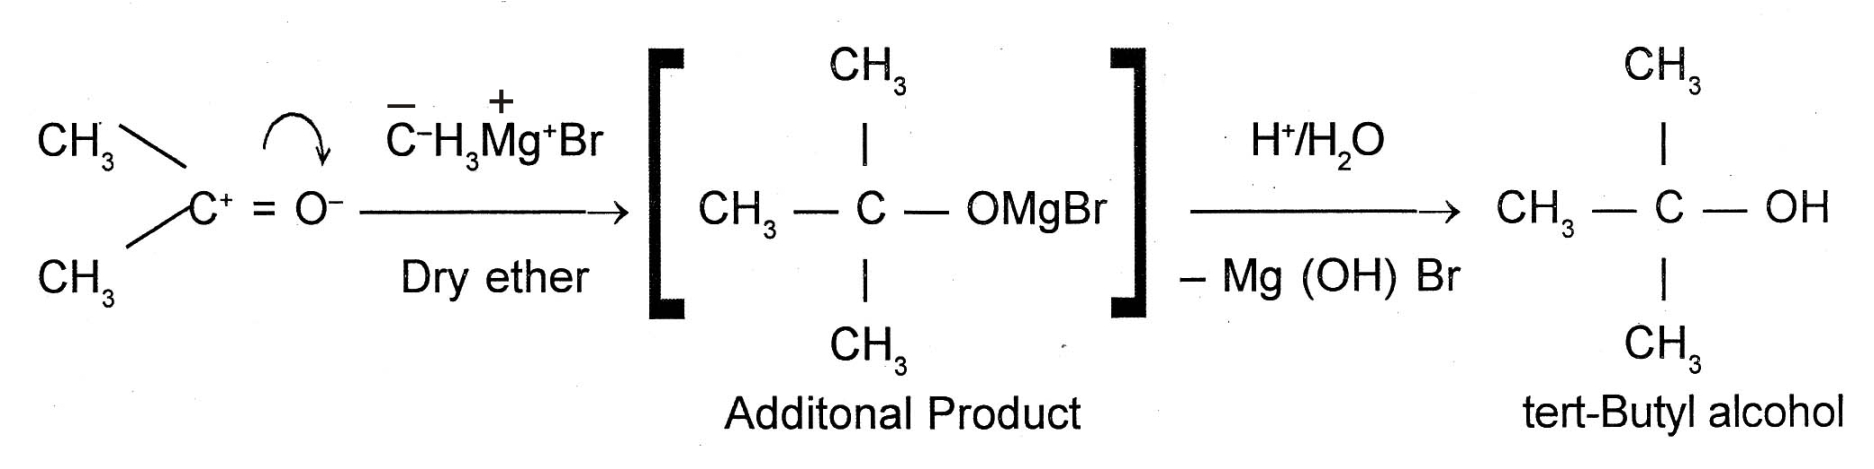 CH₃ CH₃ CH₃
C̄⁻H₃Mg⁺Br + H⁺/H₂O
C⁺ = O⁻ CH₃ — C — OMgBr CH₃ — C — OH
CH₃ Dry ether – Mg (OH) Br
CH₃ CH₃
Additonal Product tert-Butyl alcohol